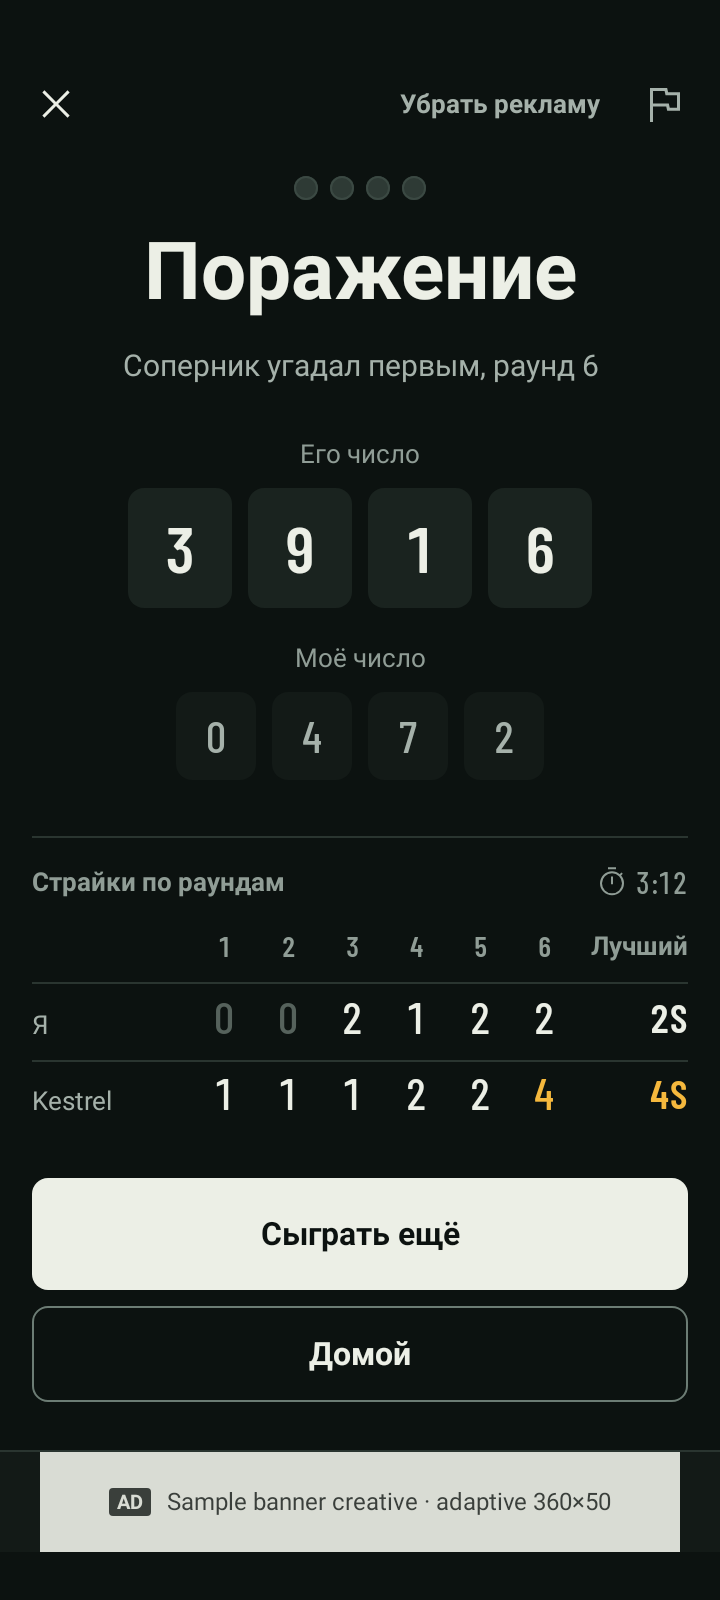 Убрать рекламу
Поражение
Соперник угадал первым, раунд 6
Его число
3 9 1 6
Моё число
0 4 7 2
Страйки по раундам 3:12
1 2 3 4 5 6 Лучший
Я 0 0 2 1 2 2 2S
Kestrel 1 1 1 2 2 4 4S
Сыграть ещё
Домой
AD Sample banner creative · adaptive 360×50